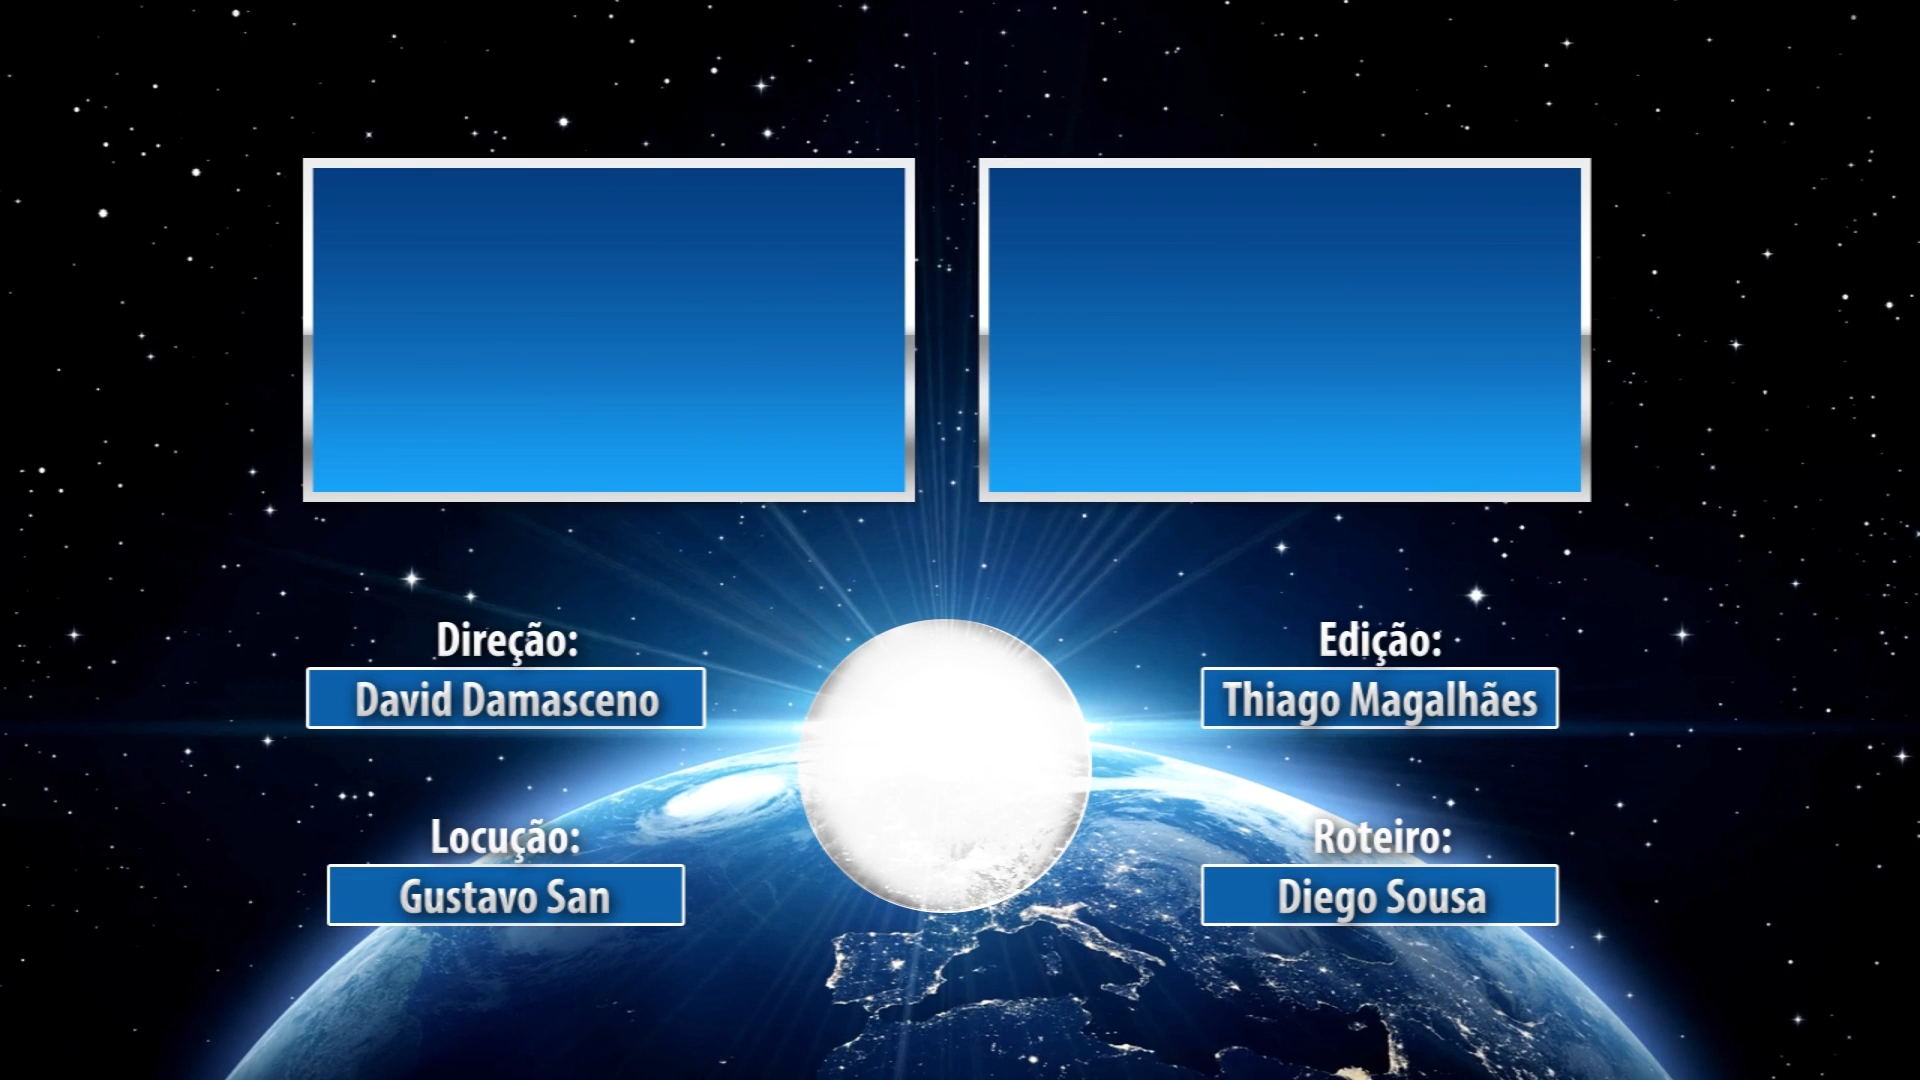 Direção:
David Damasceno
Edição:
Thiago Magalhães
Locução:
Gustavo San
Roteiro:
Diego Sousa